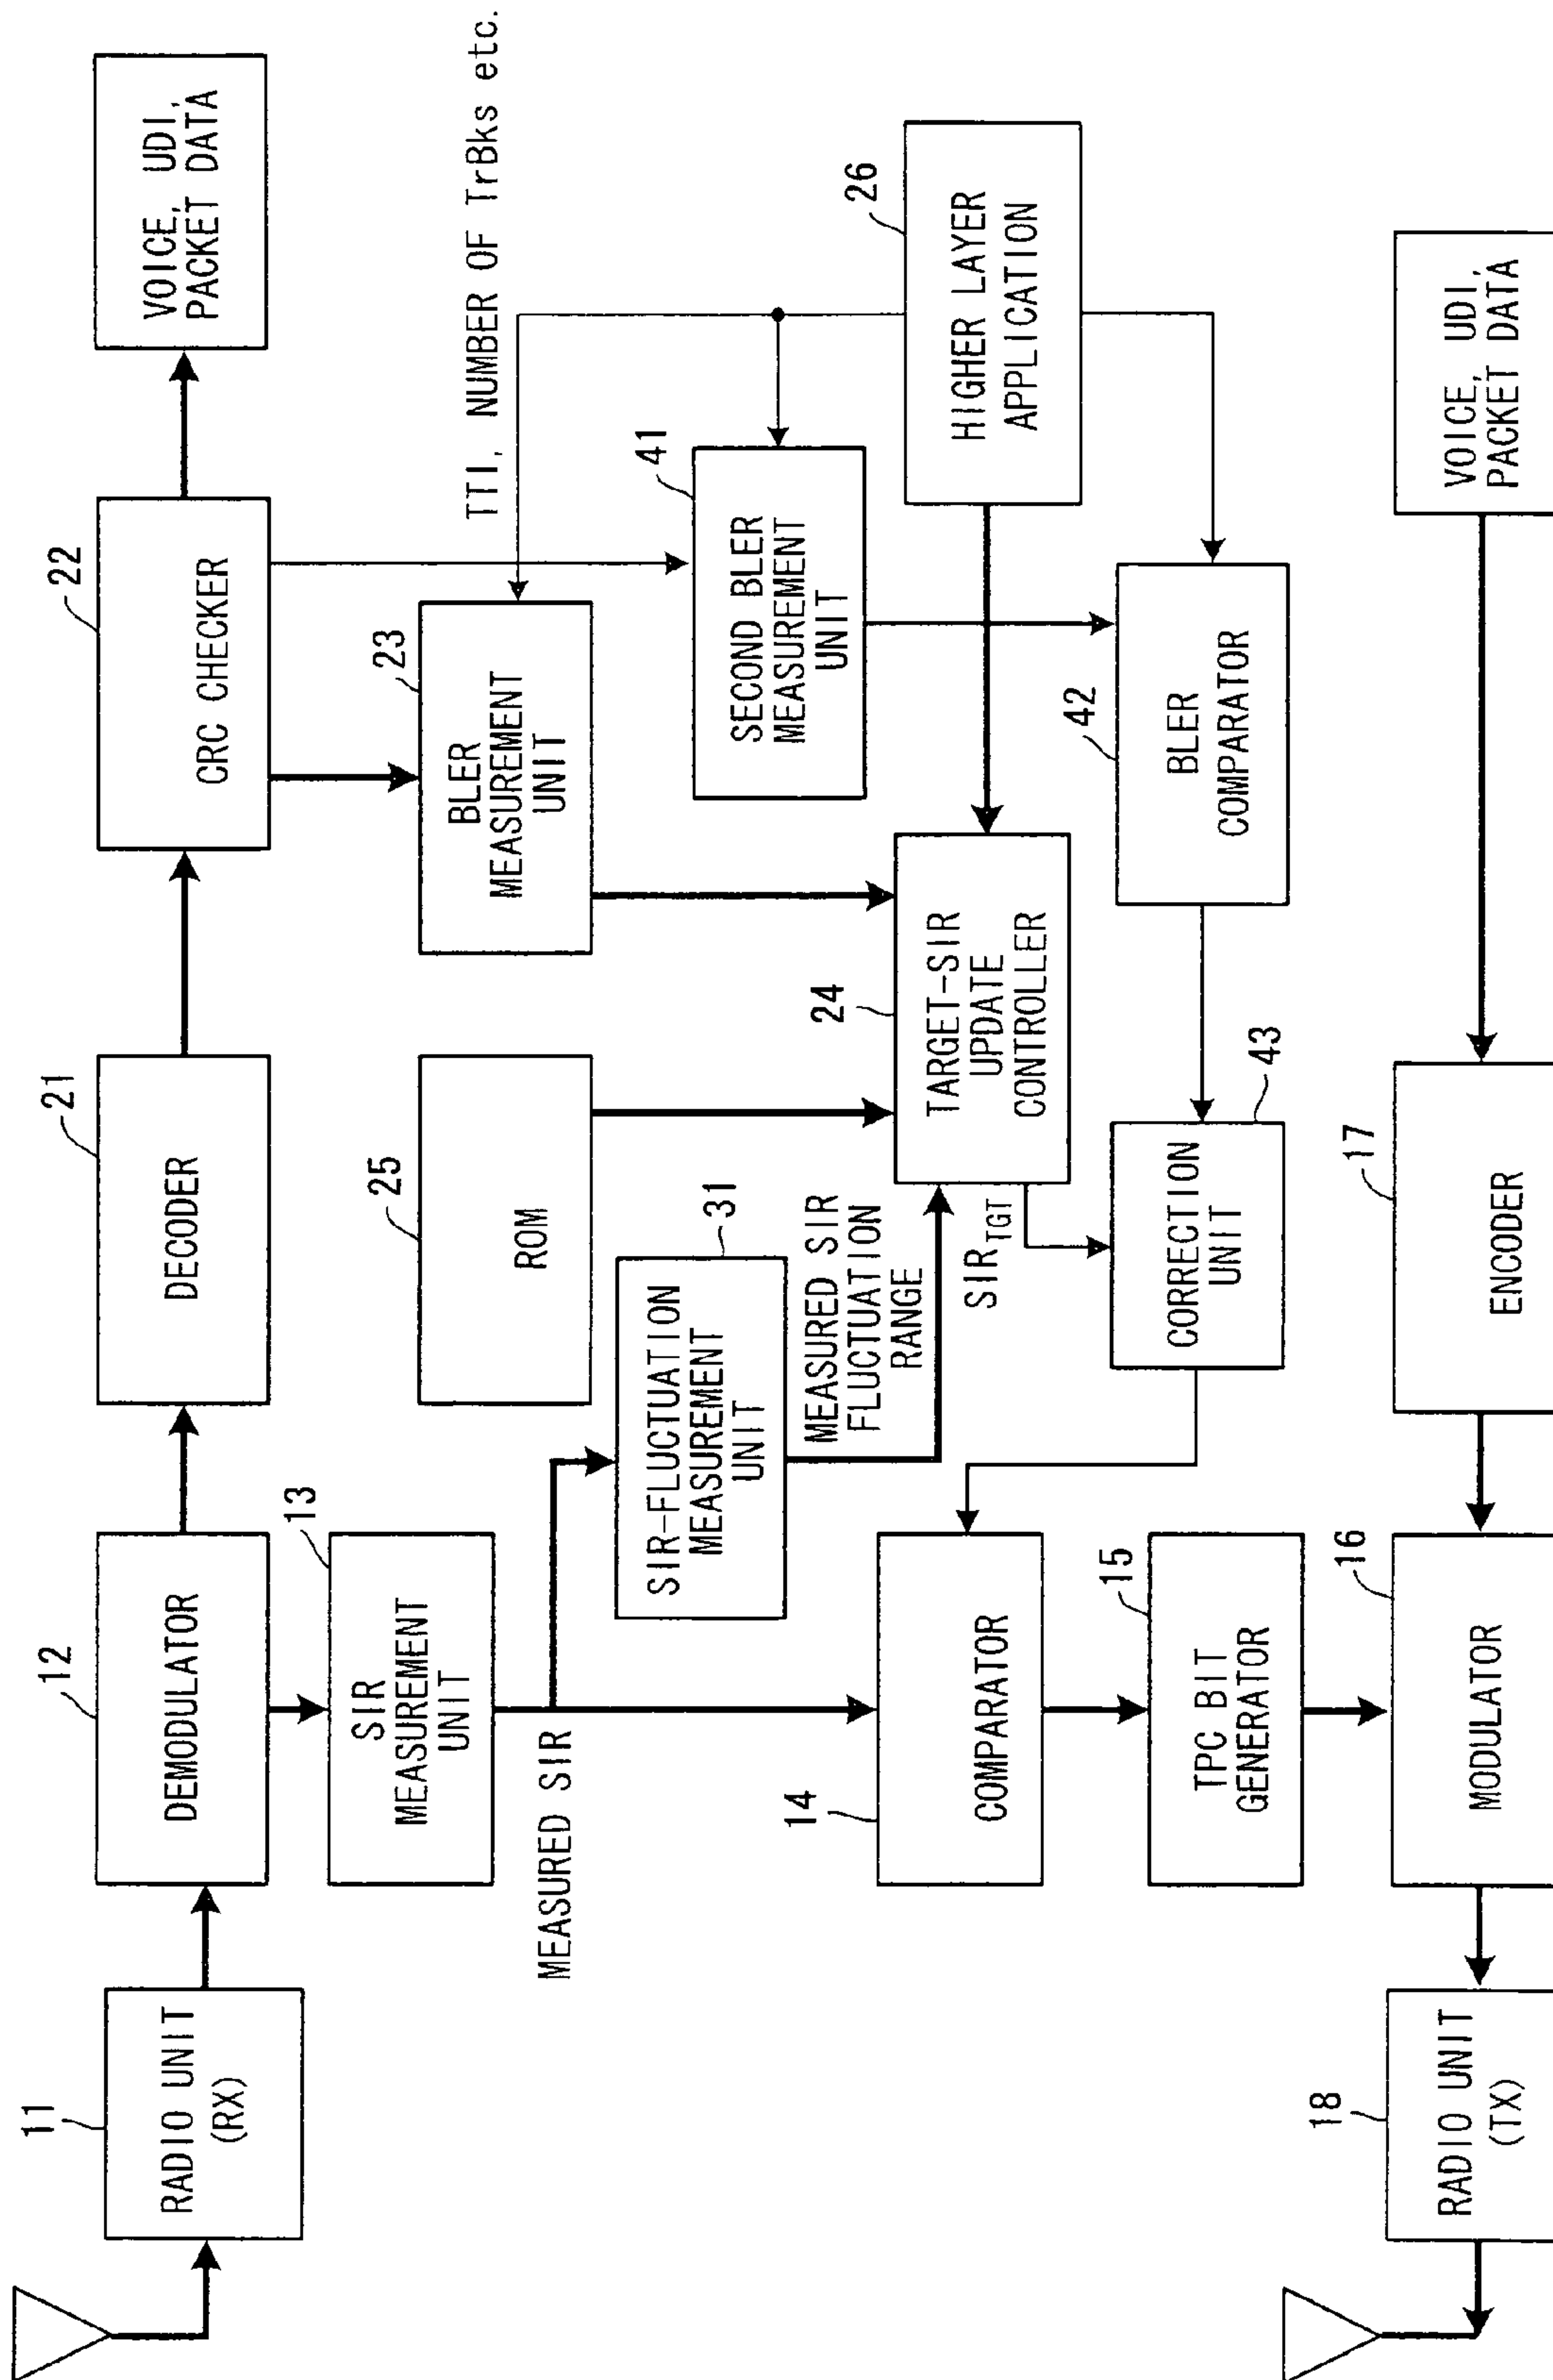 11
RADIO UNIT
(RX)
12
DEMODULATOR
21
DECODER
22
CRC CHECKER
VOICE, UDI,
PACKET DATA
13
SIR
MEASUREMENT
UNIT
25
ROM
23
BLER
MEASUREMENT
UNIT
TTI, NUMBER OF TrBks etc.
MEASURED SIR
31
SIR-FLUCTUATION
MEASUREMENT
UNIT
41
SECOND BLER
MEASUREMENT
UNIT
MEASURED SIR
FLUCTUATION
RANGE
24
TARGET-SIR
UPDATE
CONTROLLER
26
HIGHER LAYER
APPLICATION
14
COMPARATOR
SIRTGT
42
BLER
COMPARATOR
15
TPC BIT
GENERATOR
43
CORRECTION
UNIT
18
RADIO UNIT
(TX)
16
MODULATOR
17
ENCODER
VOICE, UDI,
PACKET DATA